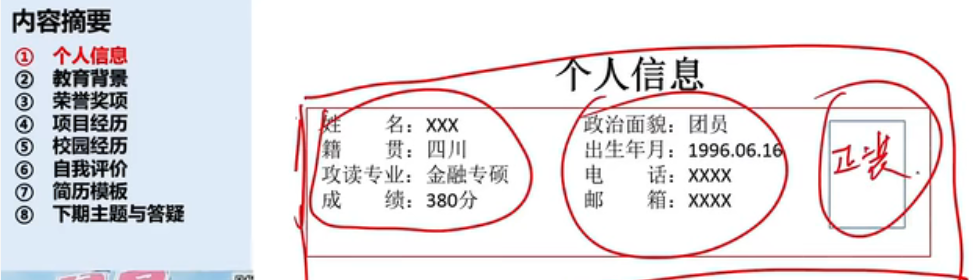 内容摘要
① 个人信息
② 教育背景
③ 荣誉奖项
④ 项目经历
⑤ 校园经历
⑥ 自我评价
⑦ 简历模板
⑧ 下期主题与答疑
个人信息
姓 名：XXX
籍 贯：四川
攻读专业：金融专硕
成 绩：380分
政治面貌：团员
出生年月：1996.06.16
电 话：XXXX
邮 箱：XXXX
正装